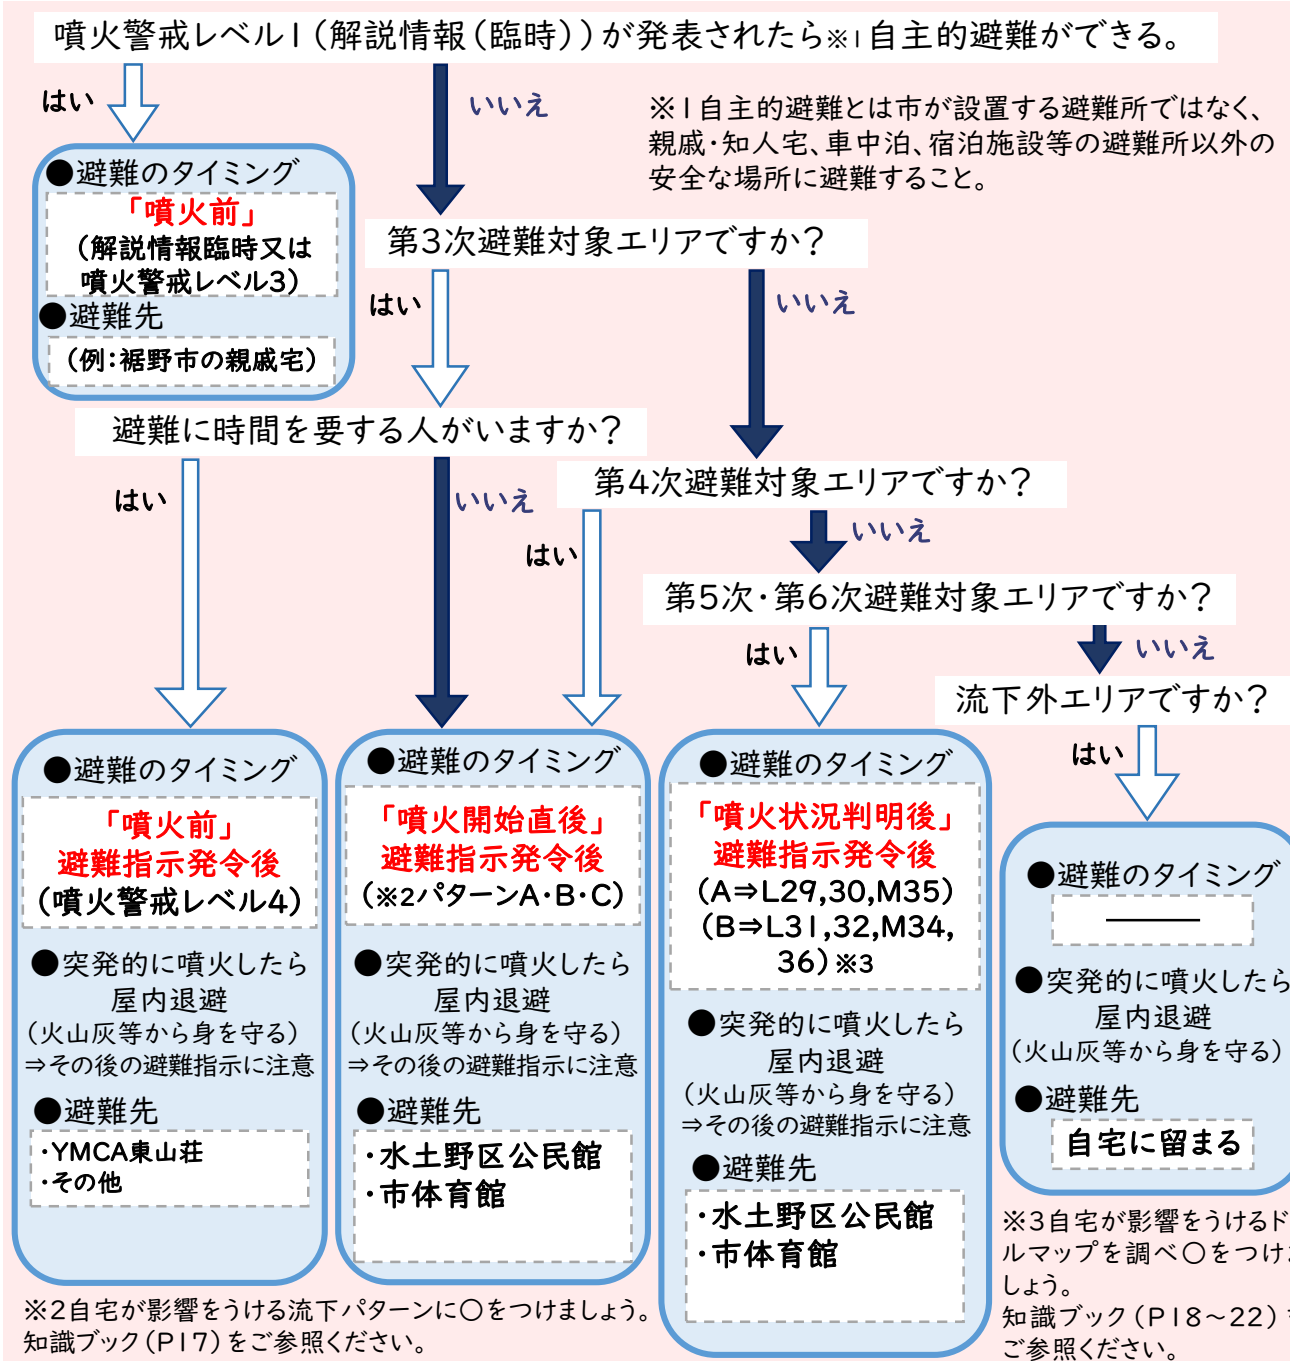 噴火警戒レベル1(解説情報(臨時))が発表されたら※1自主的避難ができる。
はい
いいえ
※1自主的避難とは市が設置する避難所ではなく、
親戚・知人宅、車中泊、宿泊施設等の避難所以外の
安全な場所に避難すること。
●避難のタイミング
「噴火前」
(解説情報臨時又は
噴火警戒レベル3)
●避難先
(例:裾野市の親戚宅)
第3次避難対象エリアですか?
はい
いいえ
避難に時間を要する人がいますか?
はい
いいえ
第4次避難対象エリアですか?
はい
いいえ
第5次・第6次避難対象エリアですか?
はい
いいえ
流下外エリアですか?
はい
●避難のタイミング
「噴火前」
避難指示発令後
(噴火警戒レベル4)
●突発的に噴火したら
屋内退避
(火山灰等から身を守る)
⇒その後の避難指示に注意
●避難先
・YMCA東山荘
・その他
●避難のタイミング
「噴火開始直後」
避難指示発令後
(※2パターンA・B・C)
●突発的に噴火したら
屋内退避
(火山灰等から身を守る)
⇒その後の避難指示に注意
●避難先
・水土野区公民館
・市体育館
●避難のタイミング
「噴火状況判明後」
避難指示発令後
(A⇒L29,30,M35)
(B⇒L31,32,M34,
36)※3
●突発的に噴火したら
屋内退避
(火山灰等から身を守る)
⇒その後の避難指示に注意
●避難先
・水土野区公民館
・市体育館
●避難のタイミング
―――
●突発的に噴火したら
屋内退避
(火山灰等から身を守る)
●避難先
自宅に留まる
※2自宅が影響をうける流下パターンに○をつけましょう。
知識ブック(P17)をご参照ください。
※3自宅が影響をうけるド
ルマップを調べ○をつけ
しょう。
知識ブック(P18~22)
ご参照ください。